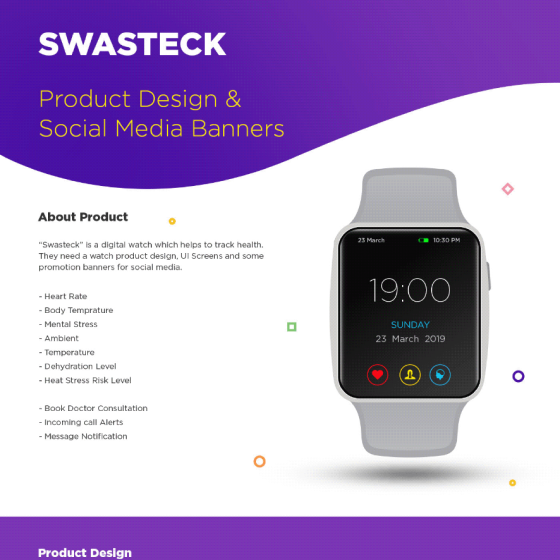 SWASTECK
Product Design &
Social Media Banners
About Product
"Swasteck" is a digital watch which helps to track health.
They need a watch product design, UI Screens and some
promotion banners for social media.
- Heart Rate
- Body Temprature
- Mental Stress
- Ambient
- Temperature
- Dehydration Level
- Heat Stress Risk Level
- Book Doctor Consultation
- Incoming call Alerts
- Message Notification
23 March 10:30 PM
19:00
SUNDAY
23 March 2019
Product Design